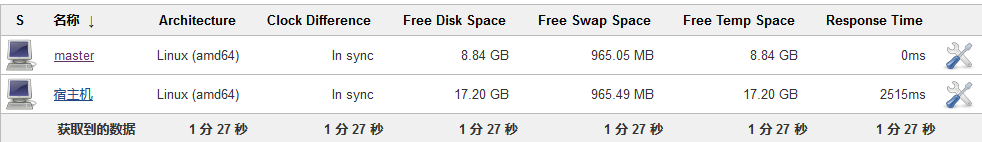 S 名称 ↓ Architecture Clock Difference Free Disk Space Free Swap Space Free Temp Space Response Time
master Linux (amd64) In sync 8.84 GB 965.05 MB 8.84 GB 0ms
宿主机 Linux (amd64) In sync 17.20 GB 965.49 MB 17.20 GB 2515ms
获取到的数据 1 分 27 秒 1 分 27 秒 1 分 27 秒 1 分 27 秒 1 分 27 秒 1 分 27 秒